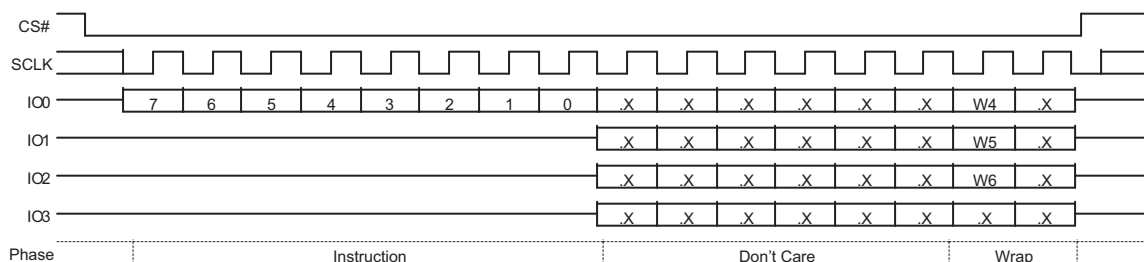 CS#
SCLK
IO0 7 6 5 4 3 2 1 0 .X .X .X .X .X .X W4 .X
IO1 .X .X .X .X .X .X W5 .X
IO2 .X .X .X .X .X .X W6 .X
IO3 .X .X .X .X .X .X .X .X
Phase Instruction Don't Care Wrap